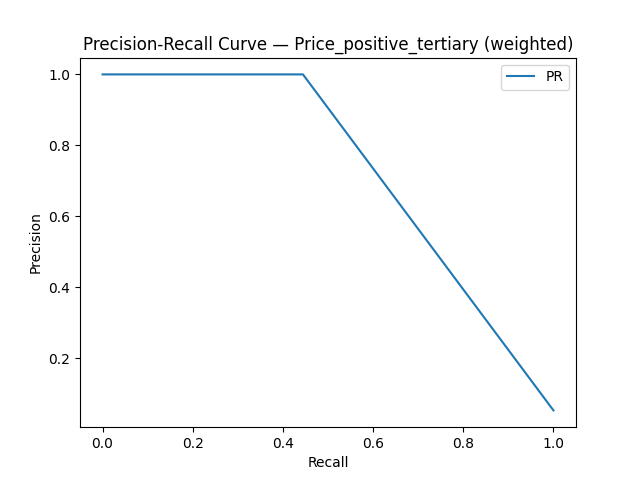 Precision-Recall Curve — Price_positive_tertiary (weighted)
PR
1.0
0.8
0.6
0.4
0.2
Precision
0.0 0.2 0.4 0.6 0.8 1.0
Recall